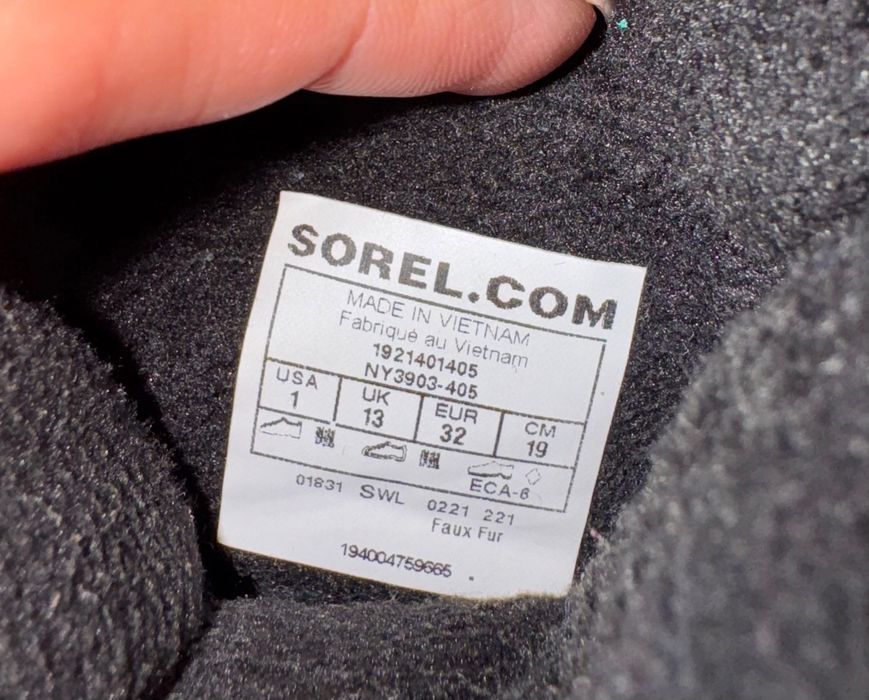 SOREL.COM
MADE IN VIETNAM
Fabriqué au Vietnam
1921401405
NY3903-405
USA UK EUR CM
1 13 32 19
ECA-6
01831 SWL 0221 221
Faux Fur
194004759665